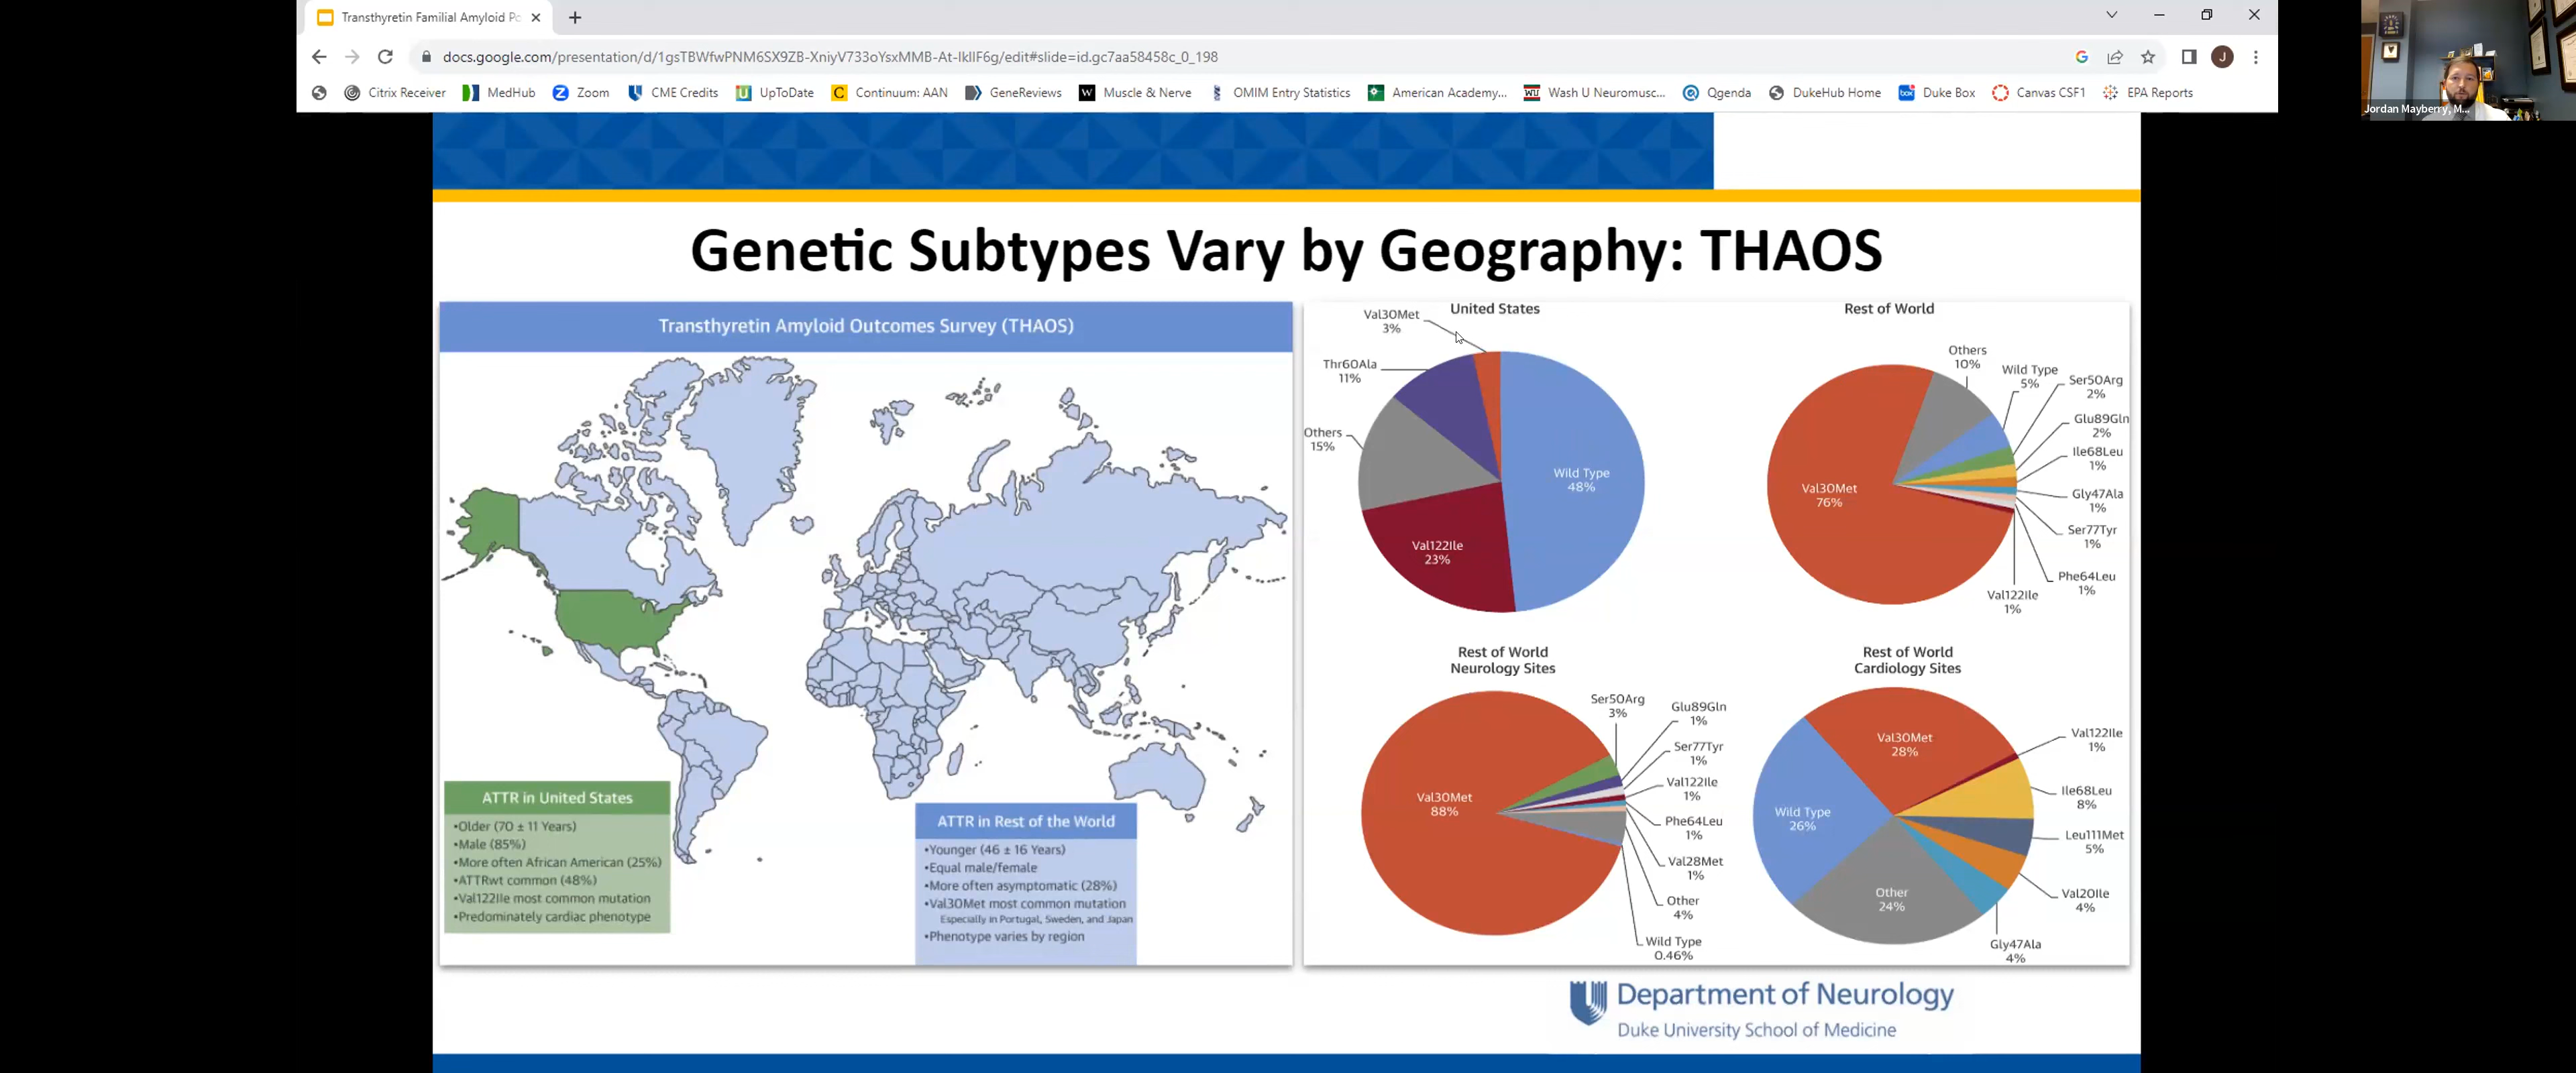 Transthyretin Familial Amyloid Po
docs.google.com/presentation/d/1gsTBWfwPNM6SX9ZB-XniyV733oYsxMMB-At-IkIIF6g/edit#slide=id.gc7aa58458c_0_198
J
Citrix Receiver
MedHub
Zoom
CME Credits
UpToDate
Continuum: AAN
GeneReviews
Muscle & Nerve
OMIM Entry Statistics
American Academy...
Wash U Neuromusc...
Qgenda
DukeHub Home
Duke Box
Canvas CSF1
EPA Reports
Jordan Mayberry, M...
Genetic Subtypes Vary by Geography: THAOS
Transthyretin Amyloid Outcomes Survey (THAOS)
ATTR in United States
•Older (70 ± 11 Years)
•Male (85%)
•More often African American (25%)
•ATTRwt common (48%)
•Val122Ile most common mutation
•Predominately cardiac phenotype
ATTR in Rest of the World
•Younger (46 ± 16 Years)
•Equal male/female
•More often asymptomatic (28%)
•Val30Met most common mutation
Especially in Portugal, Sweden, and Japan
•Phenotype varies by region
United States
Val30Met
3%
Thr60Ala
11%
Others
15%
Wild Type
48%
Val122Ile
23%
Rest of World
Others
10%
Wild Type
5%
Ser50Arg
2%
Glu89Gln
2%
Ile68Leu
1%
Gly47Ala
1%
Ser77Tyr
1%
Phe64Leu
1%
Val122Ile
1%
Val30Met
76%
Rest of World
Neurology Sites
Ser50Arg
3%
Glu89Gln
1%
Ser77Tyr
1%
Val122Ile
1%
Phe64Leu
1%
Val28Met
1%
Other
4%
Wild Type
0.46%
Val30Met
88%
Rest of World
Cardiology Sites
Val30Met
28%
Val122Ile
1%
Ile68Leu
8%
Leu111Met
5%
Val20Ile
4%
Gly47Ala
4%
Other
24%
Wild Type
26%
Department of Neurology
Duke University School of Medicine